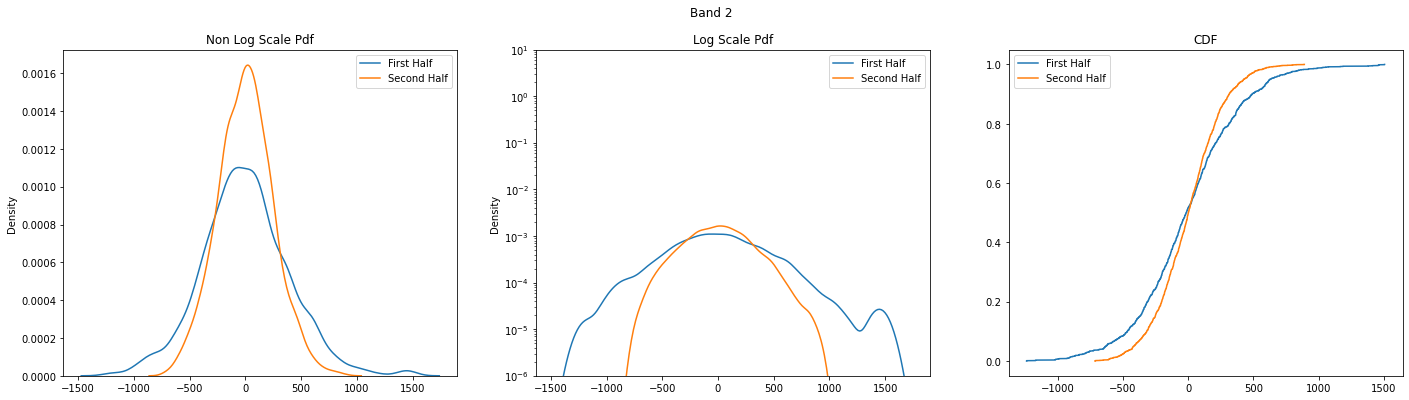 Band 2
Non Log Scale Pdf
Density
0.0016
0.0014
0.0012
0.0010
0.0008
0.0006
0.0004
0.0002
0.0000
−1500 −1000 −500 0 500 1000 1500
First Half
Second Half
Log Scale Pdf
Density
10¹
10⁰
10⁻¹
10⁻²
10⁻³
10⁻⁴
10⁻⁵
10⁻⁶
−1500 −1000 −500 0 500 1000 1500
First Half
Second Half
CDF
1.0
0.8
0.6
0.4
0.2
0.0
−1000 −500 0 500 1000 1500
First Half
Second Half